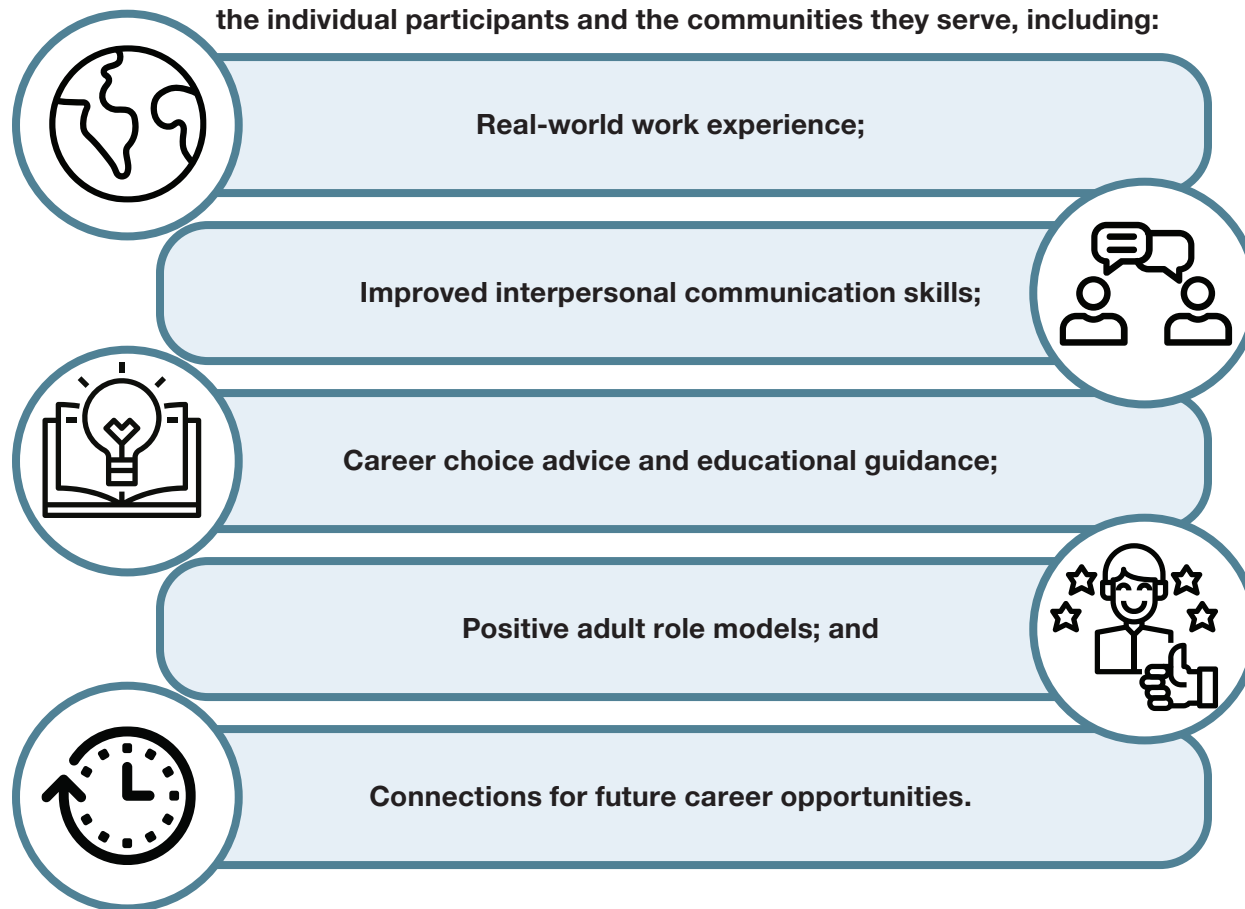 the individual participants and the communities they serve, including:
Real-world work experience;
Improved interpersonal communication skills;
Career choice advice and educational guidance;
Positive adult role models; and
Connections for future career opportunities.